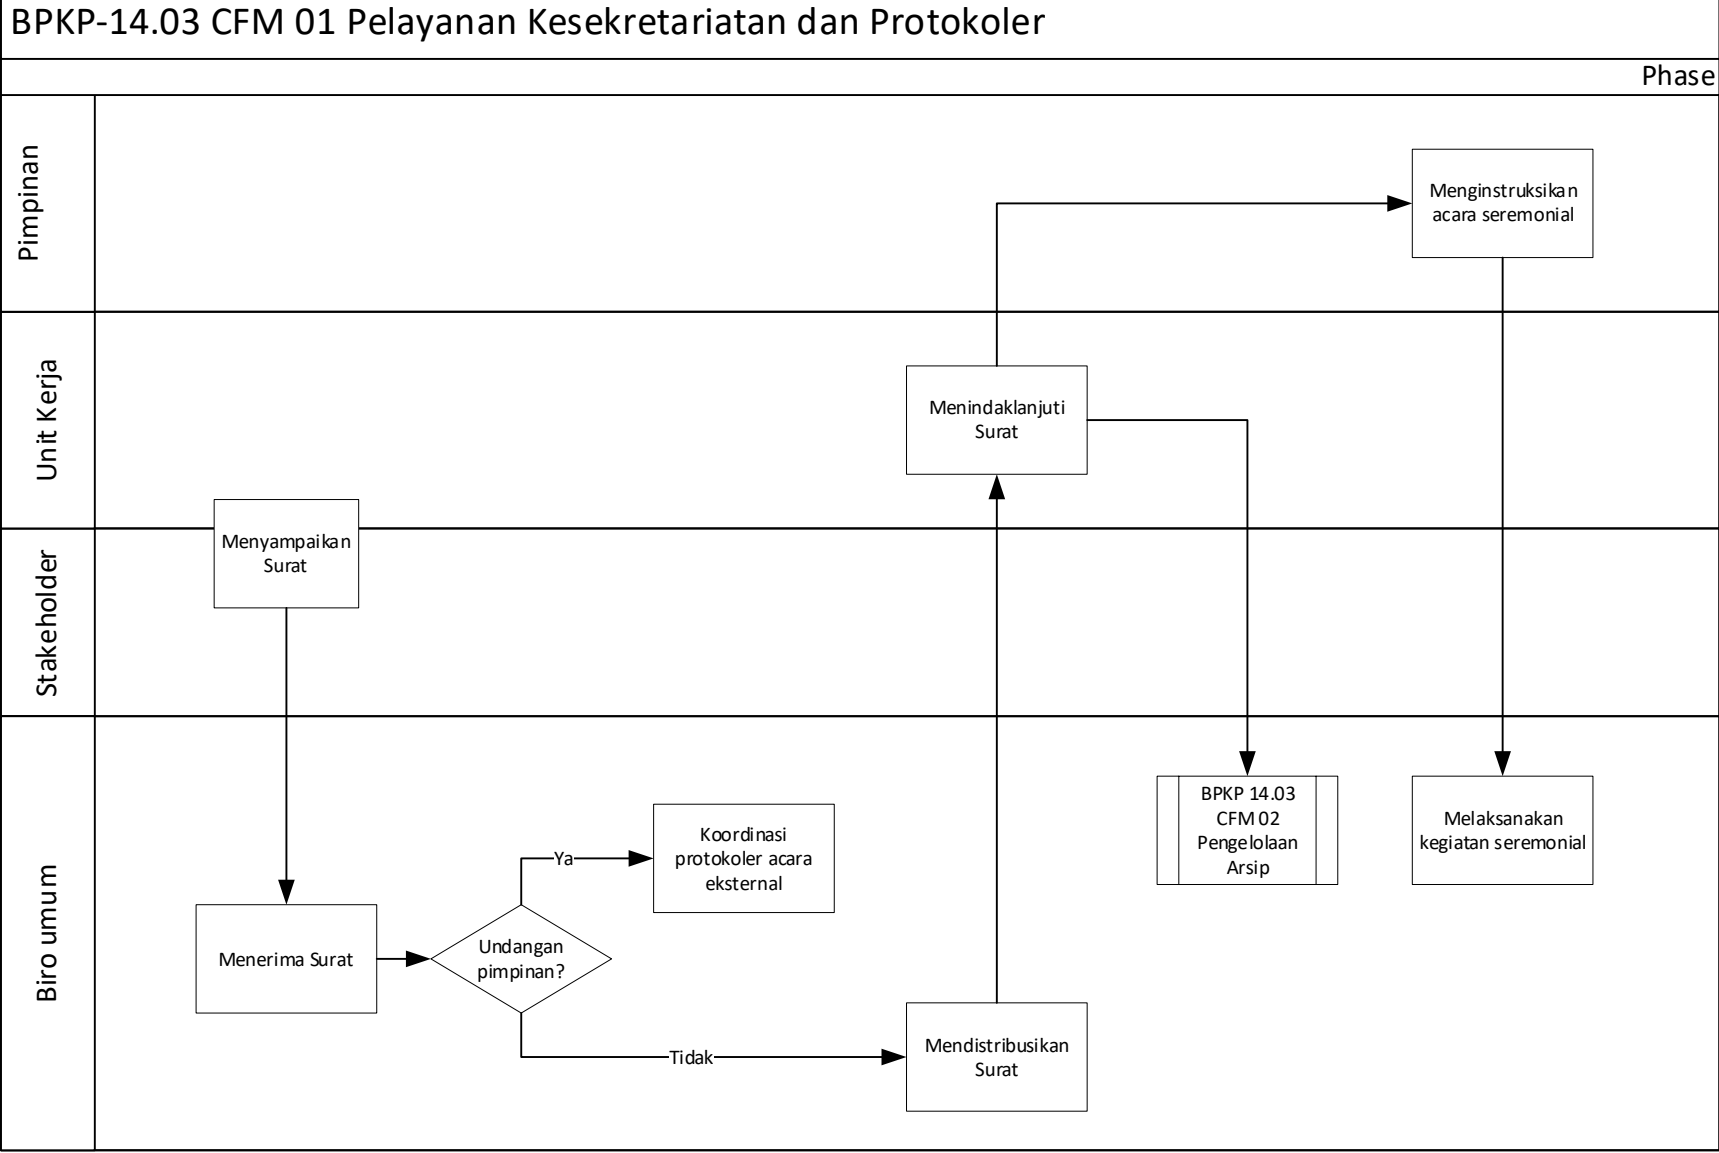 BPKP-14.03 CFM 01 Pelayanan Kesekretariatan dan Protokoler
Phase
Pimpinan
Menginstruksikan
acara seremonial
Unit Kerja
Menindaklanjuti
Surat
Menyampaikan
Surat
Stakeholder
Biro umum
Menerima Surat
Undangan
pimpinan?
Ya
Koordinasi
protokoler acara
eksternal
Tidak
Mendistribusikan
Surat
BPKP 14.03
CFM 02
Pengelolaan
Arsip
Melaksanakan
kegiatan seremonial